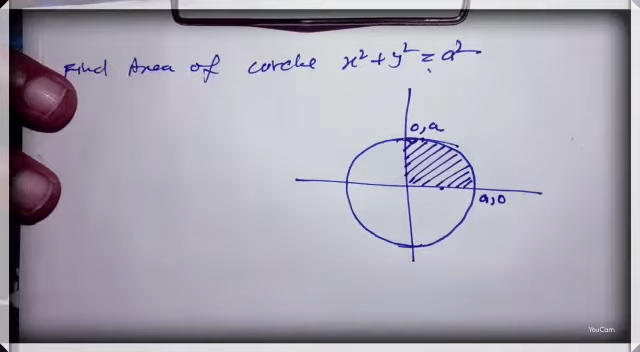 Find Area of circle x² + y² = a²
0, a
a, 0
YouCam